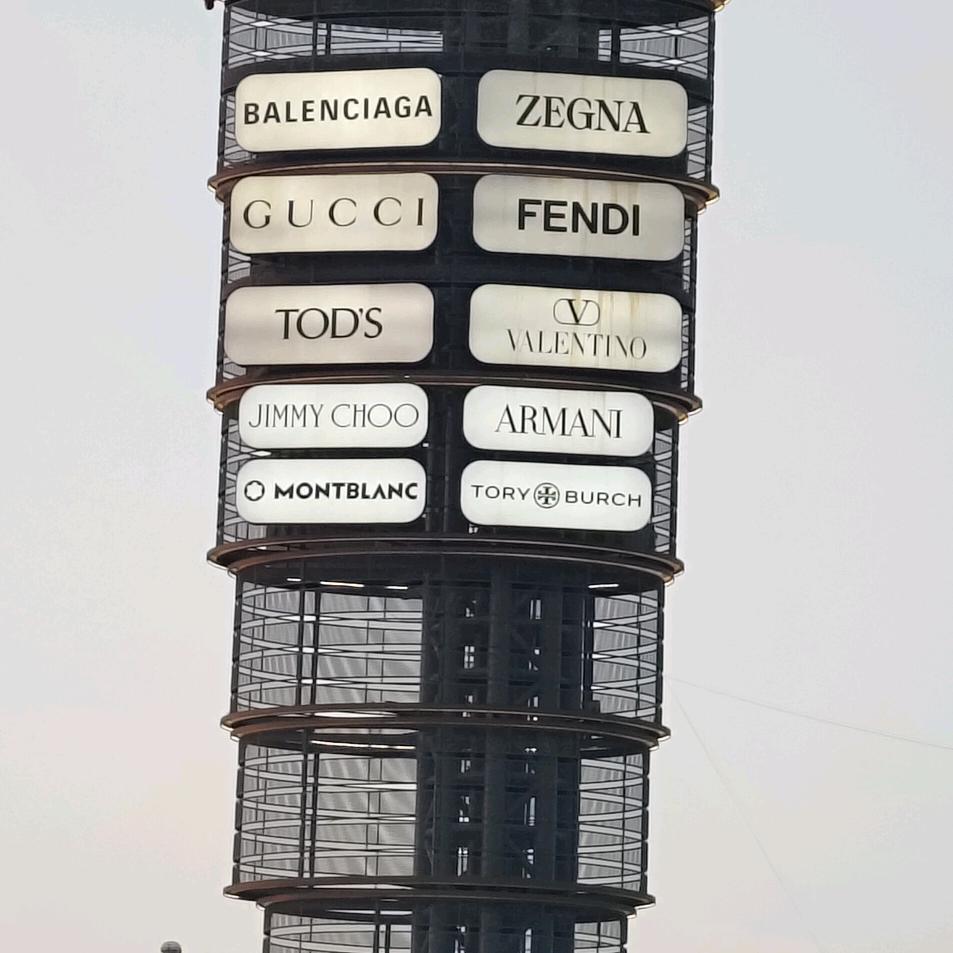 BALENCIAGA
ZEGNA
GUCCI
FENDI
TOD'S
V
VALENTINO
JIMMY CHOO
ARMANI
MONTBLANC
TORY BURCH